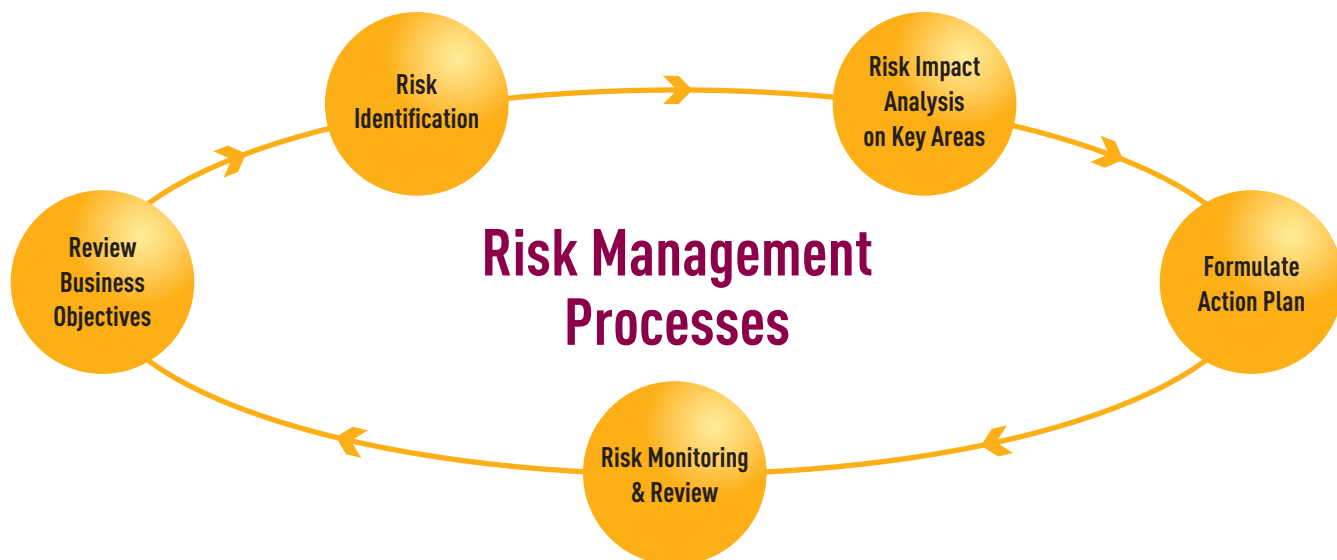 Risk
Identification
Risk Impact
Analysis
on Key Areas
Review
Business
Objectives
Risk Management
Processes
Formulate
Action Plan
Risk Monitoring
& Review